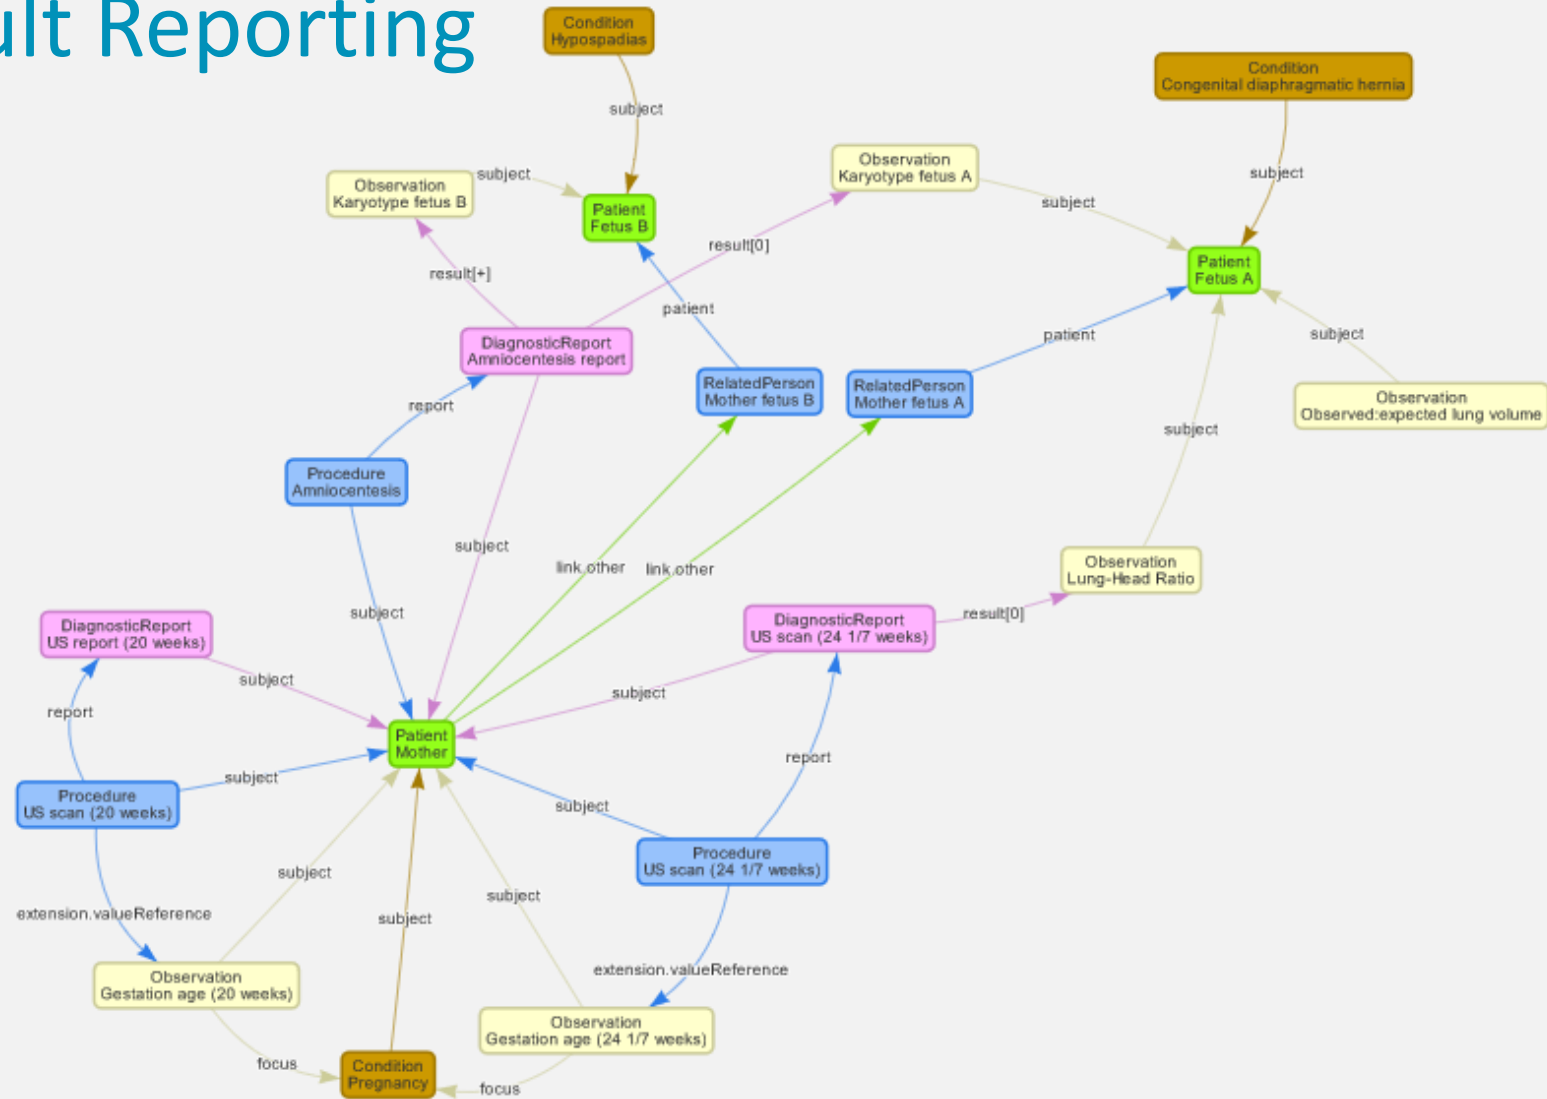 ult Reporting
Condition
Hypospadias
Condition
Congenital diaphragmatic hernia
subject
Observation
Karyotype fetus A
subject
Observation
Karyotype fetus B
subject
subject
Patient
Fetus B
result[0]
Patient
Fetus A
result[+]
patient
DiagnosticReport
Amniocentesis report
patient
subject
RelatedPerson
Mother fetus B
RelatedPerson
Mother fetus A
Observation
Observed:expected lung volume
report
subject
Procedure
Amniocentesis
subject
link.other
link.other
Observation
Lung-Head Ratio
subject
result[0]
DiagnosticReport
US report (20 weeks)
DiagnosticReport
US scan (24 1/7 weeks)
subject
subject
report
Patient
Mother
report
subject
Procedure
US scan (20 weeks)
subject
Procedure
US scan (24 1/7 weeks)
subject
subject
extension.valueReference
subject
extension.valueReference
Observation
Gestation age (20 weeks)
Observation
Gestation age (24 1/7 weeks)
focus
Condition
Pregnancy
focus